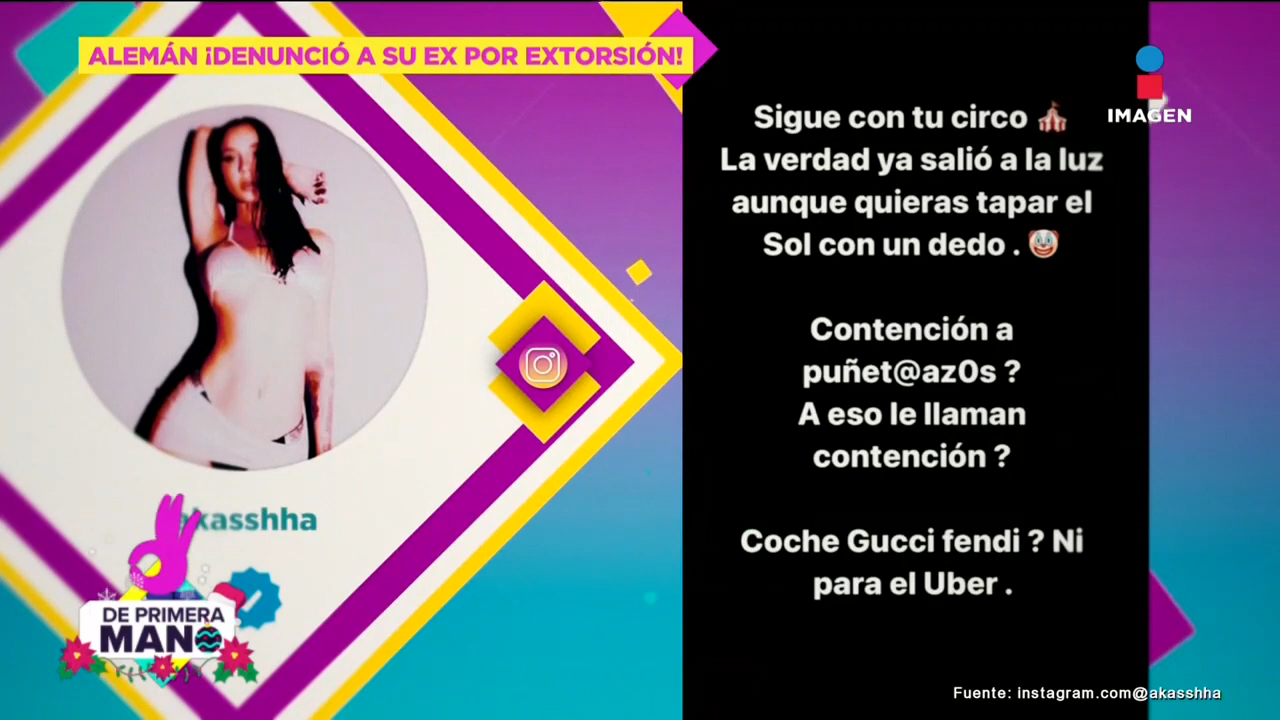 ALEMÁN ¡DENUNCIÓ A SU EX POR EXTORSIÓN!
IMAGEN
Sigue con tu circo 🎪
La verdad ya salió a la luz
aunque quieras tapar el
Sol con un dedo . 🤡
Contención a
puñet@az0s ?
A eso le llaman
contención ?
Coche Gucci fendi ? Ni
para el Uber .
akasshha
DE PRIMERA
MANO
Fuente: instagram.com@akasshha